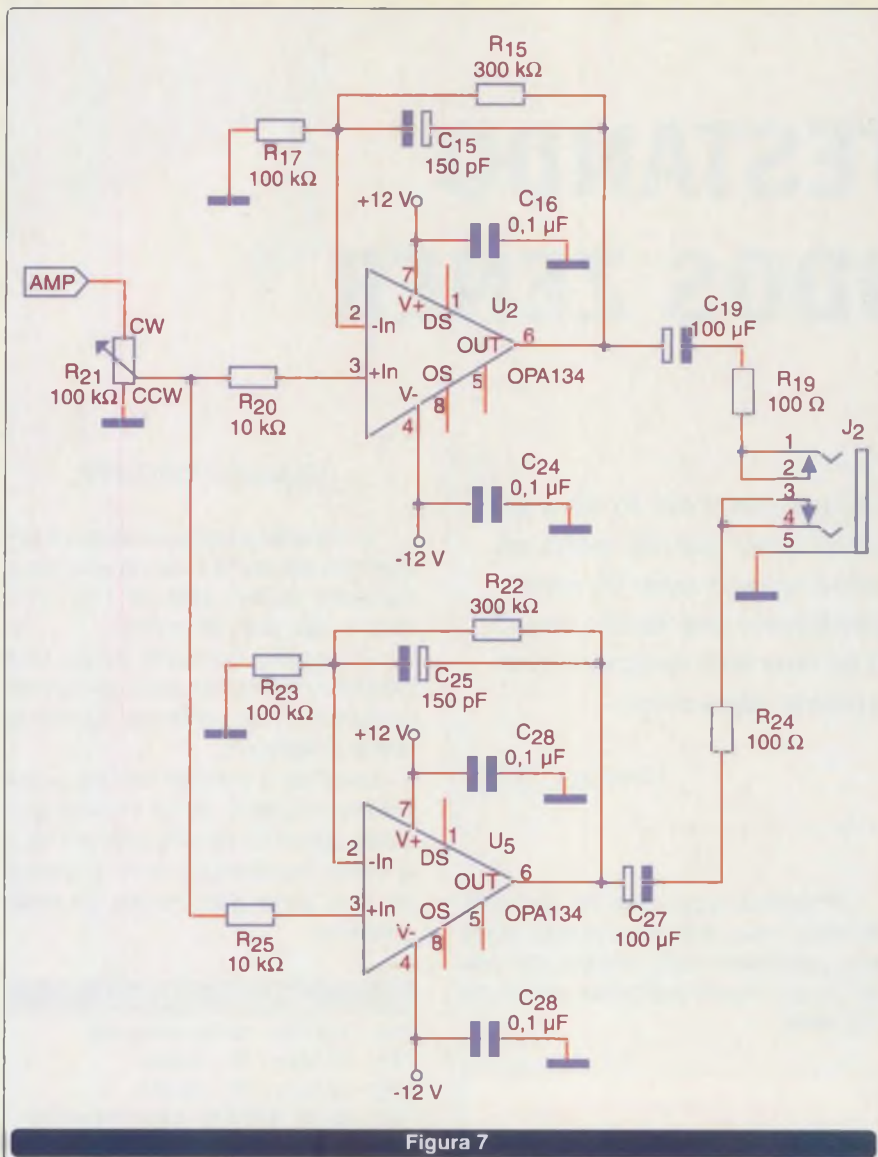 R15
300 kΩ
R17
100 kΩ
C15
150 pF
+12 V
C16
0,1 µF
AMP
CW
R21
100 kΩ
CCW
R20
10 kΩ
7
V+
1
DS
U2
2
-In
OUT
6
3
+In
OS
5
OPA134
V-
8
4
C19
100 µF
R19
100 Ω
J2
1
2
3
4
5
C24
0,1 µF
-12 V
R22
300 kΩ
R23
100 kΩ
C25
150 pF
+12 V
C28
0,1 µF
R24
100 Ω
7
V+
1
DS
U5
2
-In
OUT
6
3
+In
OS
5
OPA134
V-
8
4
R25
10 kΩ
C27
100 µF
C28
0,1 µF
-12 V
Figura 7